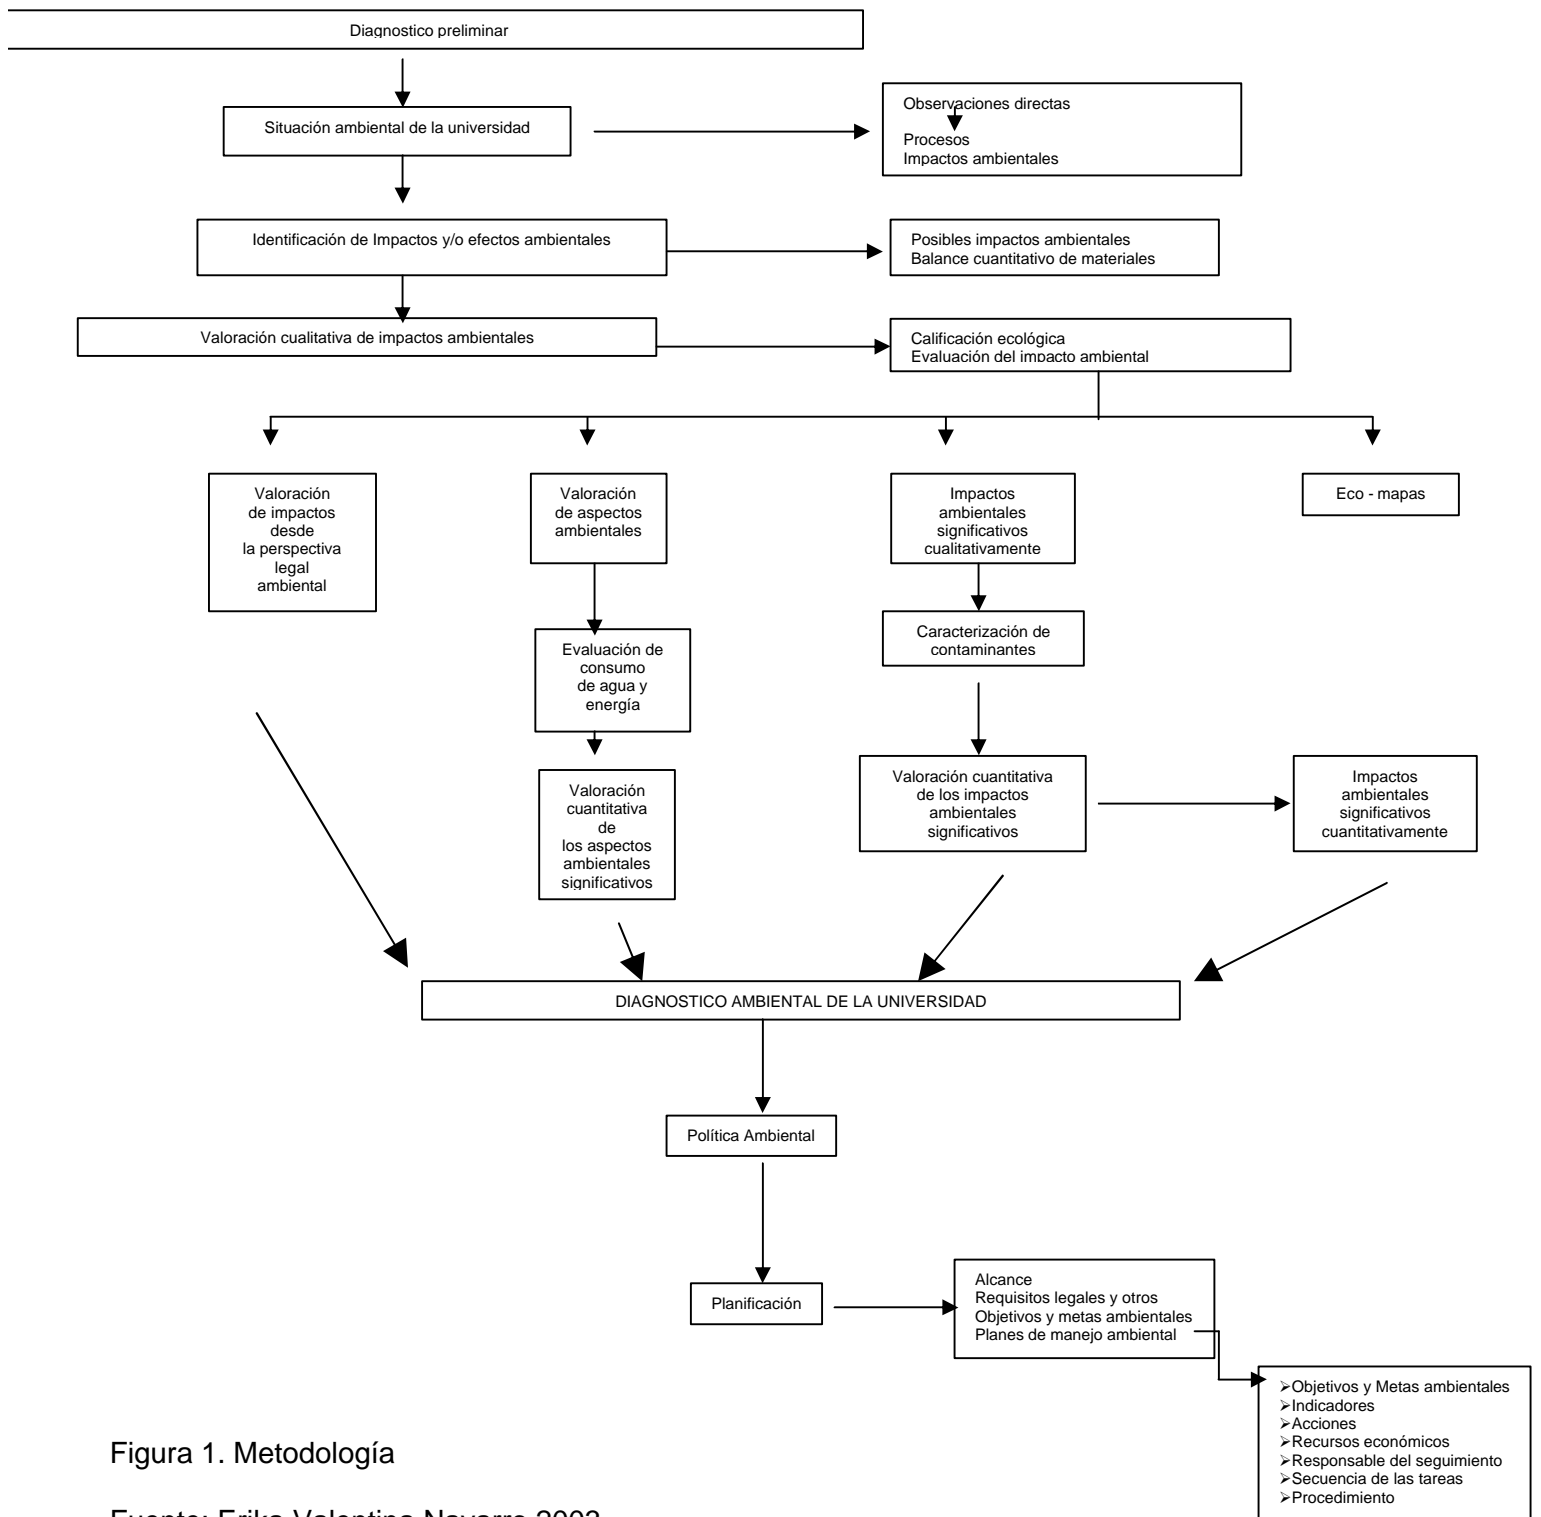 Diagnostico preliminar
Situación ambiental de la universidad
Observaciones directas
Procesos
Impactos ambientales
Identificación de Impactos y/o efectos ambientales
Posibles impactos ambientales
Balance cuantitativo de materiales
Valoración cualitativa de impactos ambientales
Calificación ecológica
Evaluación del impacto ambiental
Valoración
de impactos
desde
la perspectiva
legal
ambiental
Valoración
de aspectos
ambientales
Impactos
ambientales
significativos
cualitativamente
Eco - mapas
Evaluación de
consumo
de agua y
energía
Caracterización de
contaminantes
Valoración
cuantitativa
de
los aspectos
ambientales
significativos
Valoración cuantitativa
de los impactos
ambientales
significativos
Impactos
ambientales
significativos
cuantitativamente
DIAGNOSTICO AMBIENTAL DE LA UNIVERSIDAD
Política Ambiental
Planificación
Alcance
Requisitos legales y otros
Objetivos y metas ambientales
Planes de manejo ambiental
➢Objetivos y Metas ambientales
➢Indicadores
➢Acciones
➢Recursos económicos
➢Responsable del seguimiento
➢Secuencia de las tareas
➢Procedimiento
Figura 1. Metodología
Fuente: Erika Valentina Navarro